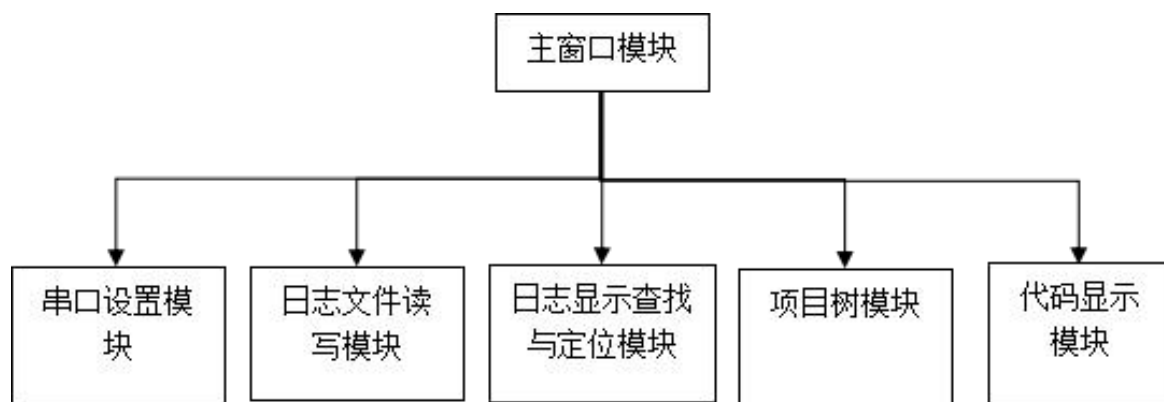 主窗口模块
串口设置模
块
日志文件读
写模块
日志显示查找
与定位模块
项目树模块
代码显示
模块